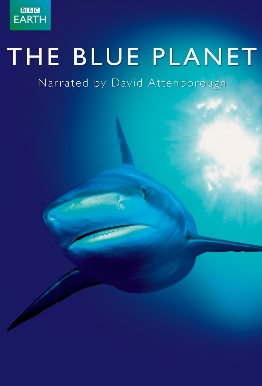 BBC
EARTH
THE BLUE PLANET
Narrated by David Attenborough